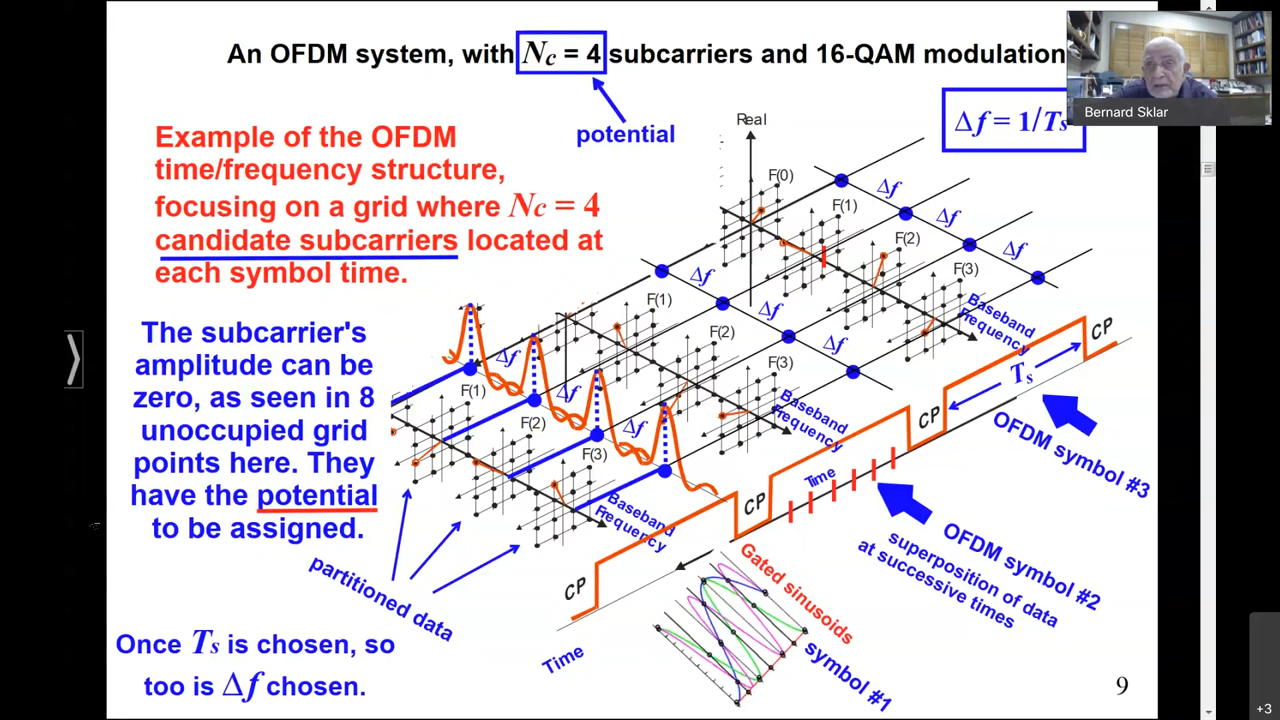 An OFDM system, with Nc = 4 subcarriers and 16-QAM modulation
potential
Δf = 1/Ts
Bernard Sklar
Example of the OFDM
time/frequency structure,
focusing on a grid where Nc = 4
candidate subcarriers located at
each symbol time.
The subcarrier's
amplitude can be
zero, as seen in 8
unoccupied grid
points here. They
have the potential
to be assigned.
partitioned data
Once Ts is chosen, so
too is Δf chosen.
Real
F(0)
F(1)
F(2)
F(3)
Δf
Δf
Δf
Baseband
Frequency
F(1)
F(2)
F(3)
Δf
Δf
Δf
Baseband
Frequency
F(1)
F(2)
F(3)
Δf
Δf
Δf
Baseband
Frequency
CP
Ts
CP
Time
CP
CP
Time
OFDM symbol #3
OFDM symbol #2
superposition of data
at successive times
Gated sinusoids
symbol #1
9
+3